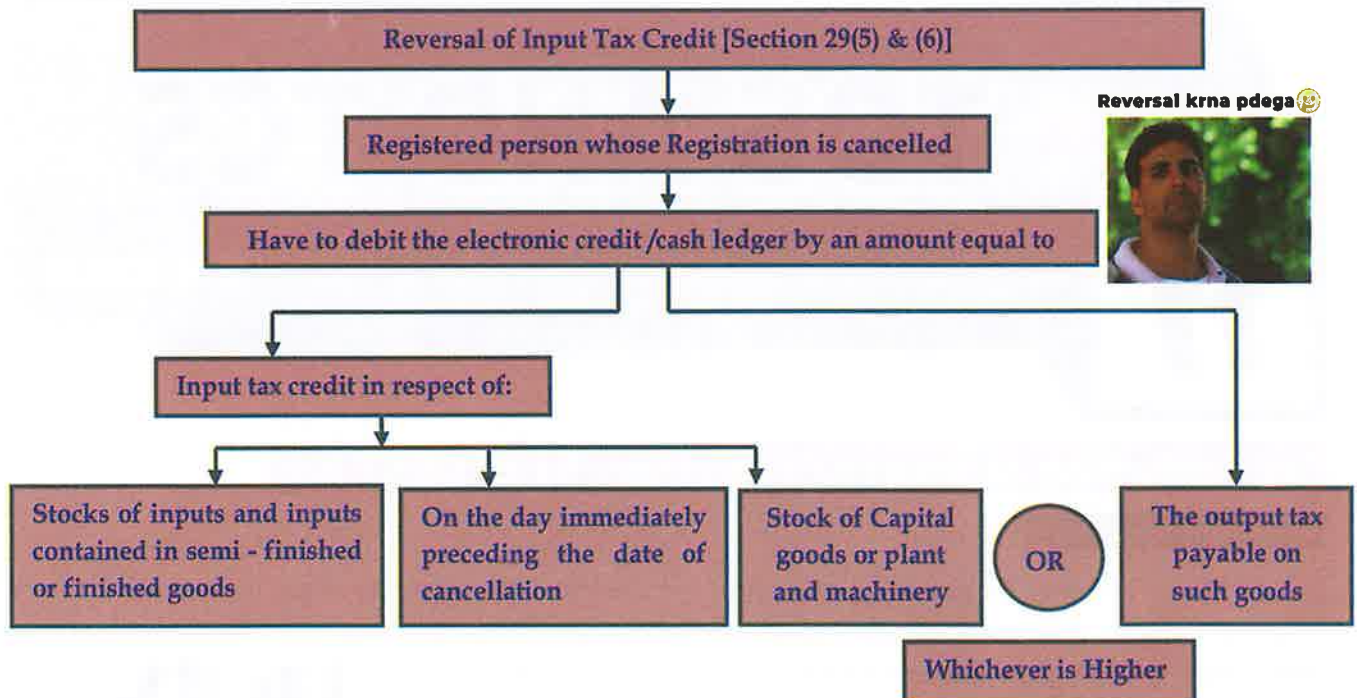 Reversal of Input Tax Credit [Section 29(5) & (6)]
Reversal krna pdega
Registered person whose Registration is cancelled
Have to debit the electronic credit /cash ledger by an amount equal to
Input tax credit in respect of:
Stocks of inputs and inputs
contained in semi - finished
or finished goods
On the day immediately
preceding the date of
cancellation
Stock of Capital
goods or plant
and machinery
OR
The output tax
payable on
such goods
Whichever is Higher